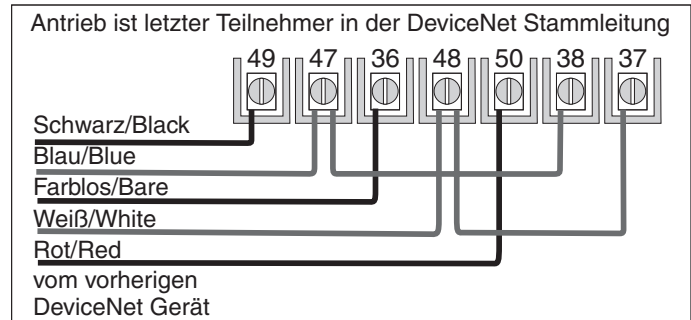 Antrieb ist letzter Teilnehmer in der DeviceNet Stammleitung
49 47 36 48 50 38 37
Schwarz/Black
Blau/Blue
Farblos/Bare
Weiß/White
Rot/Red
vom vorherigen
DeviceNet Gerät